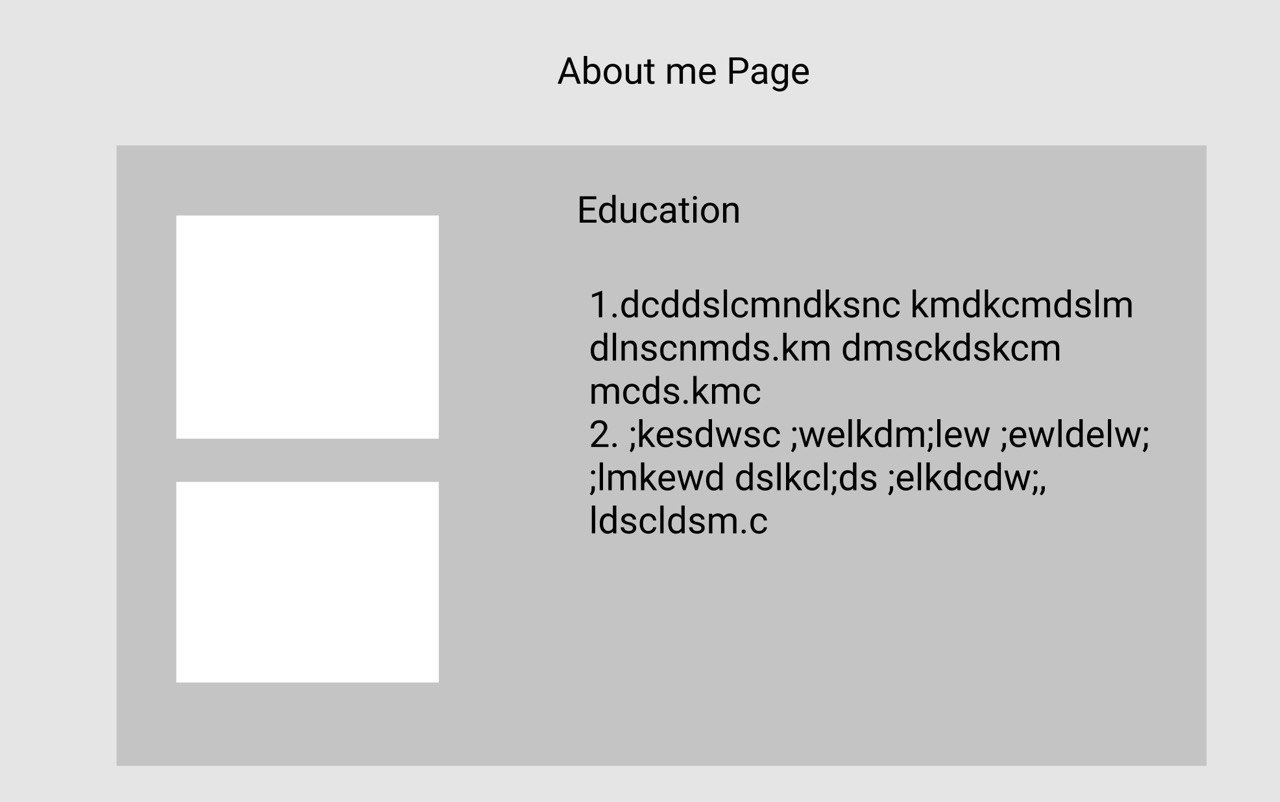 About me Page
Education
1.dcddslcmndksnc kmdkcmdslm
dlnscnmds.km dmsckdskcm
mcds.kmc
2. ;kesdwsc ;welkdm;lew ;ewldelw;
;lmkewd dslkcl;ds ;elkdcdw;,
ldscldsm.c